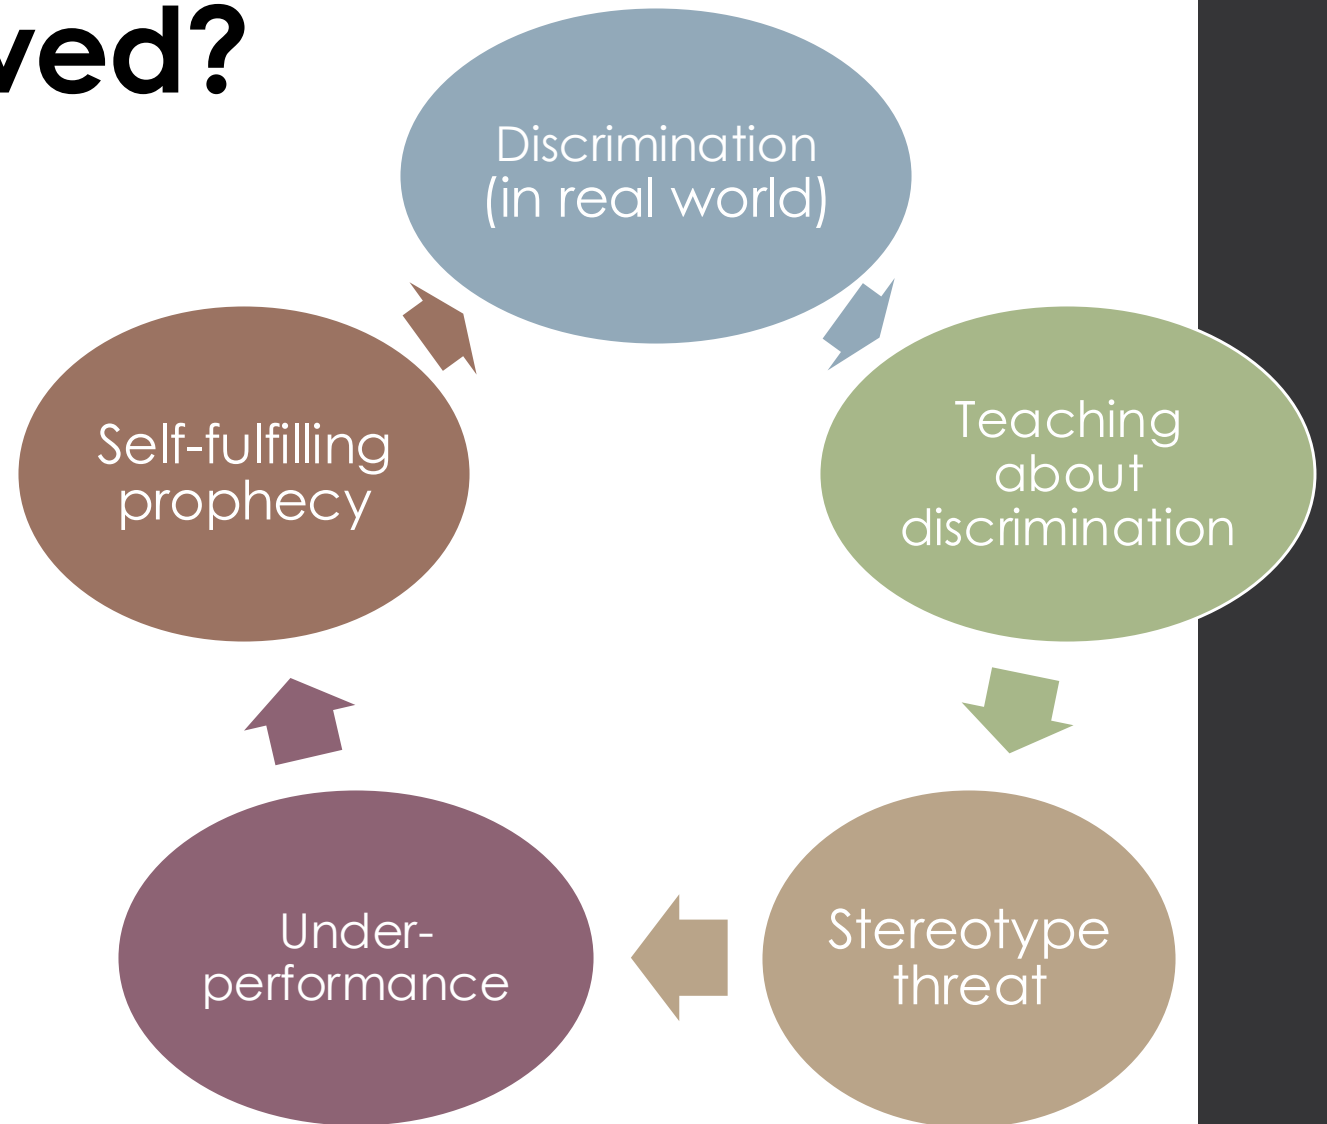 ved?
Discrimination
(in real world)
Teaching
about
discrimination
Stereotype
threat
Under-
performance
Self-fulfilling
prophecy